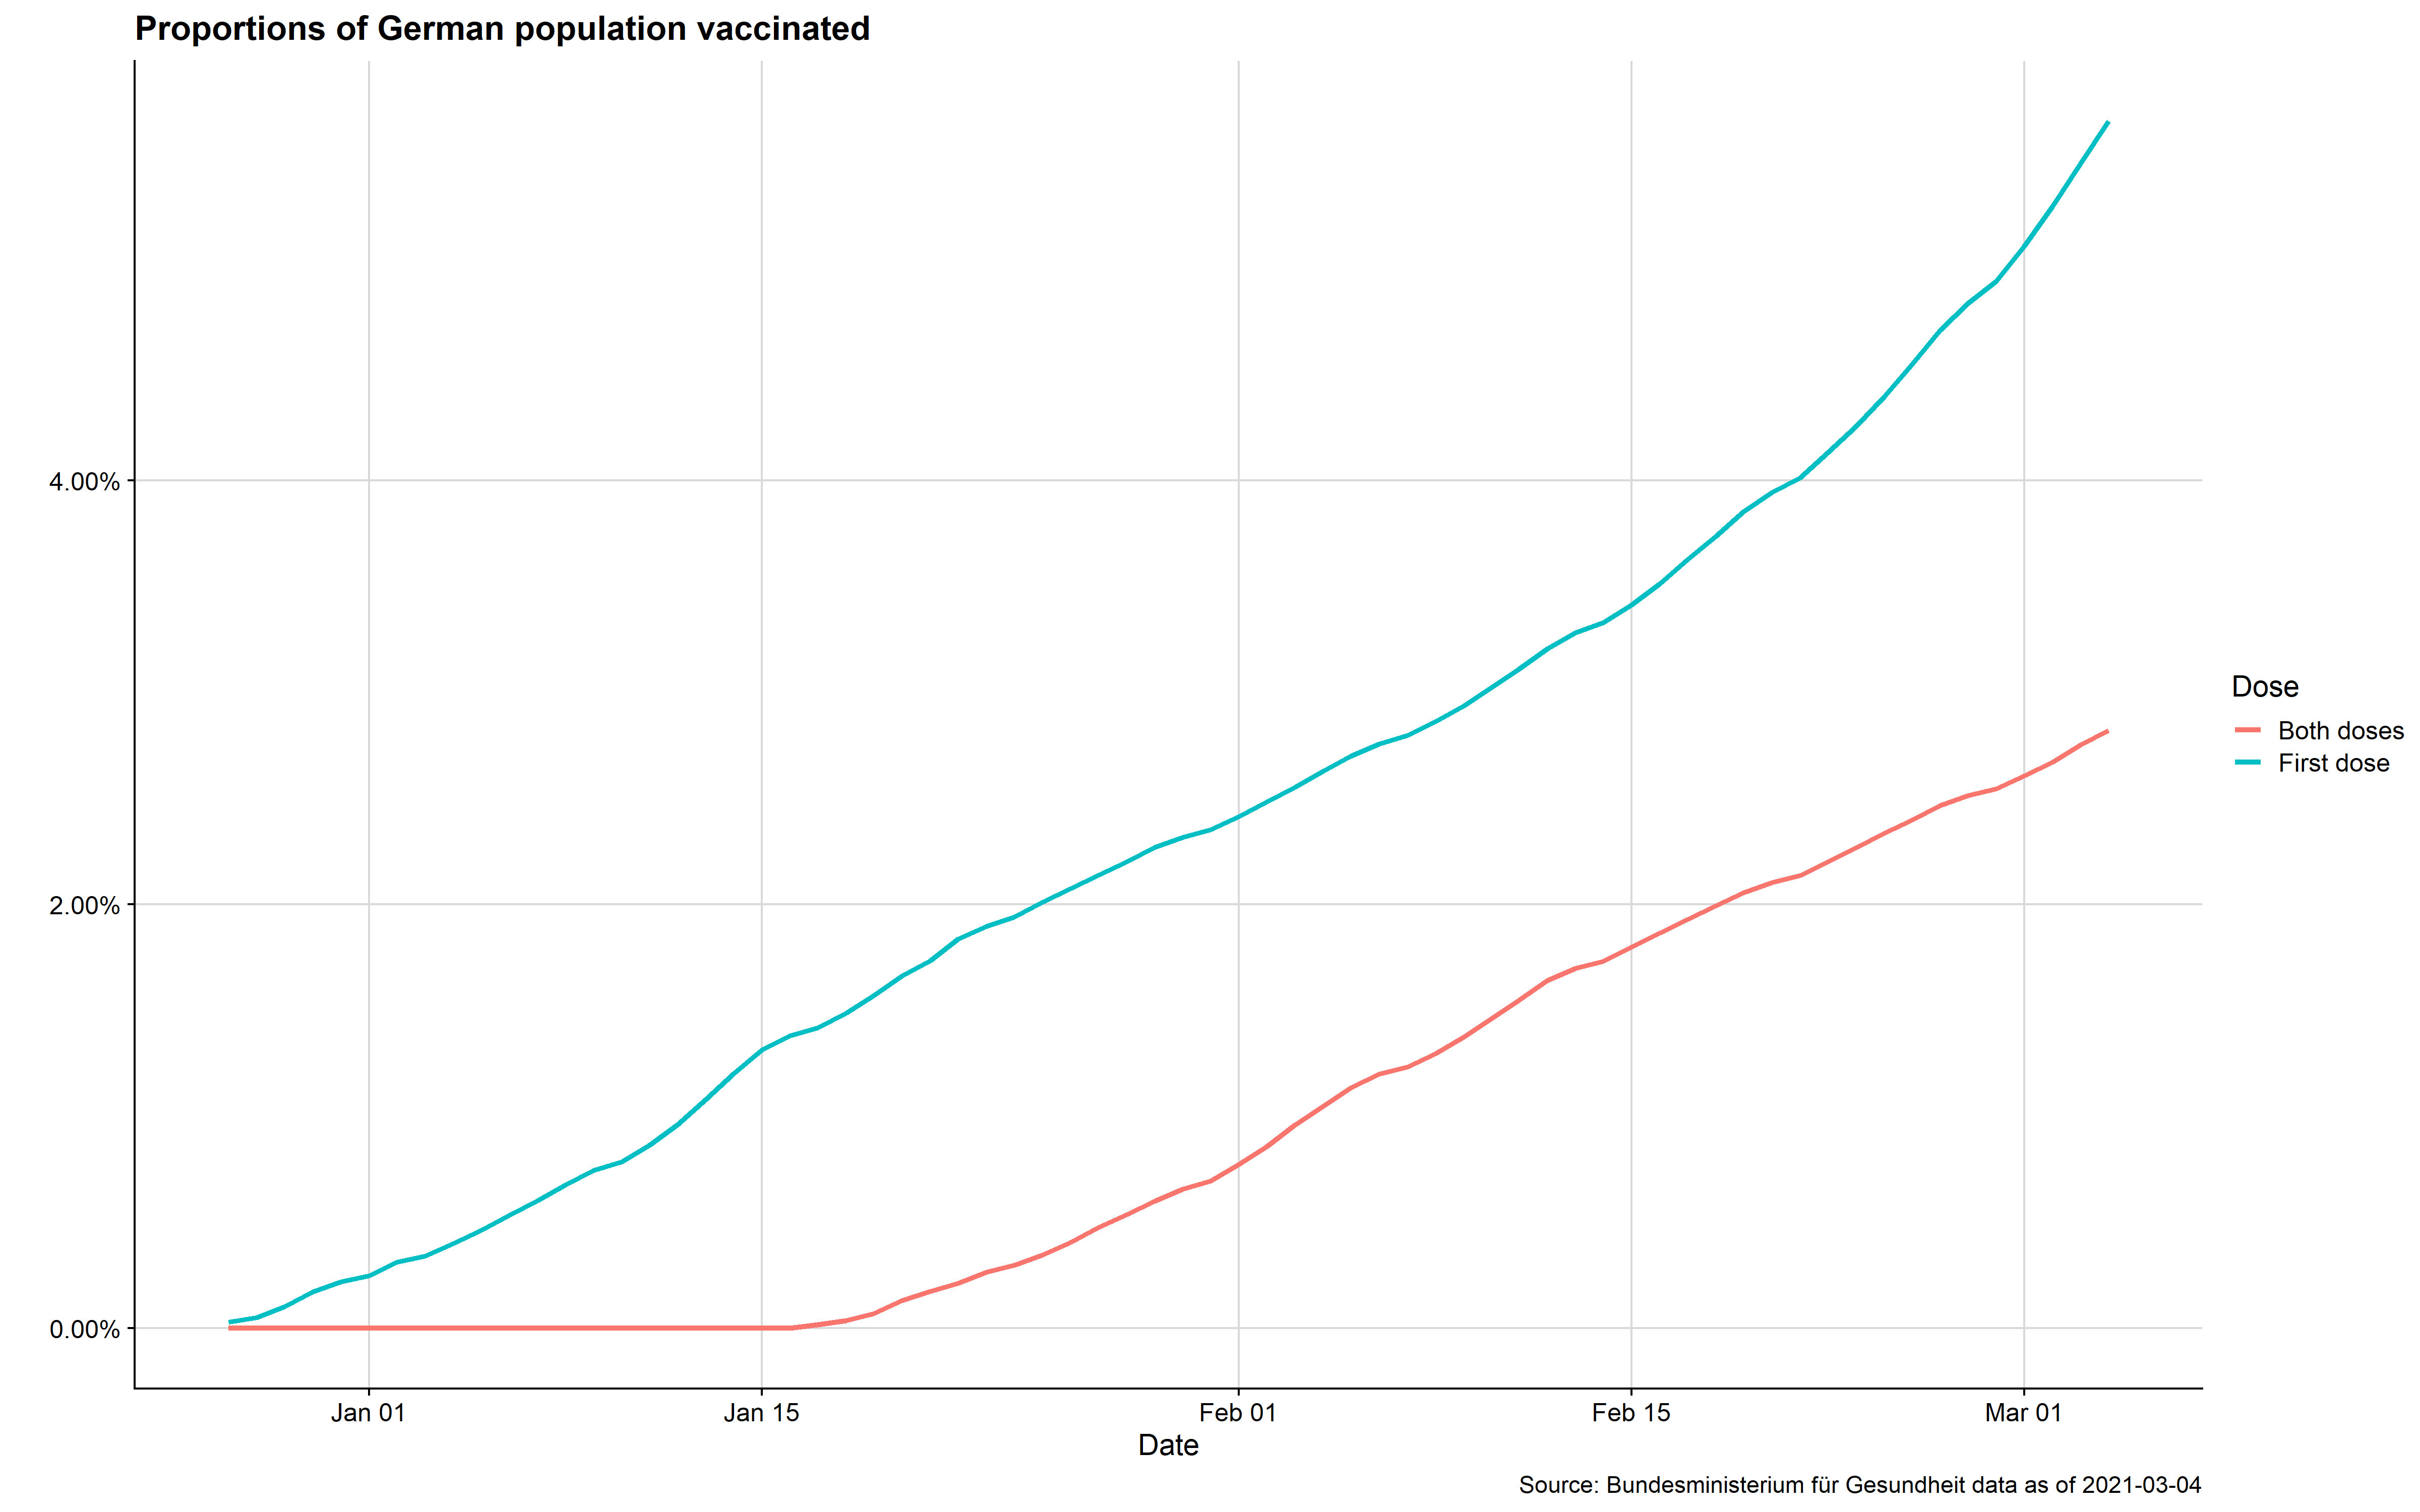 Proportions of German population vaccinated
4.00%
2.00%
0.00%
Jan 01
Jan 15
Feb 01
Feb 15
Mar 01
Date
Dose
Both doses
First dose
Source: Bundesministerium für Gesundheit data as of 2021-03-04